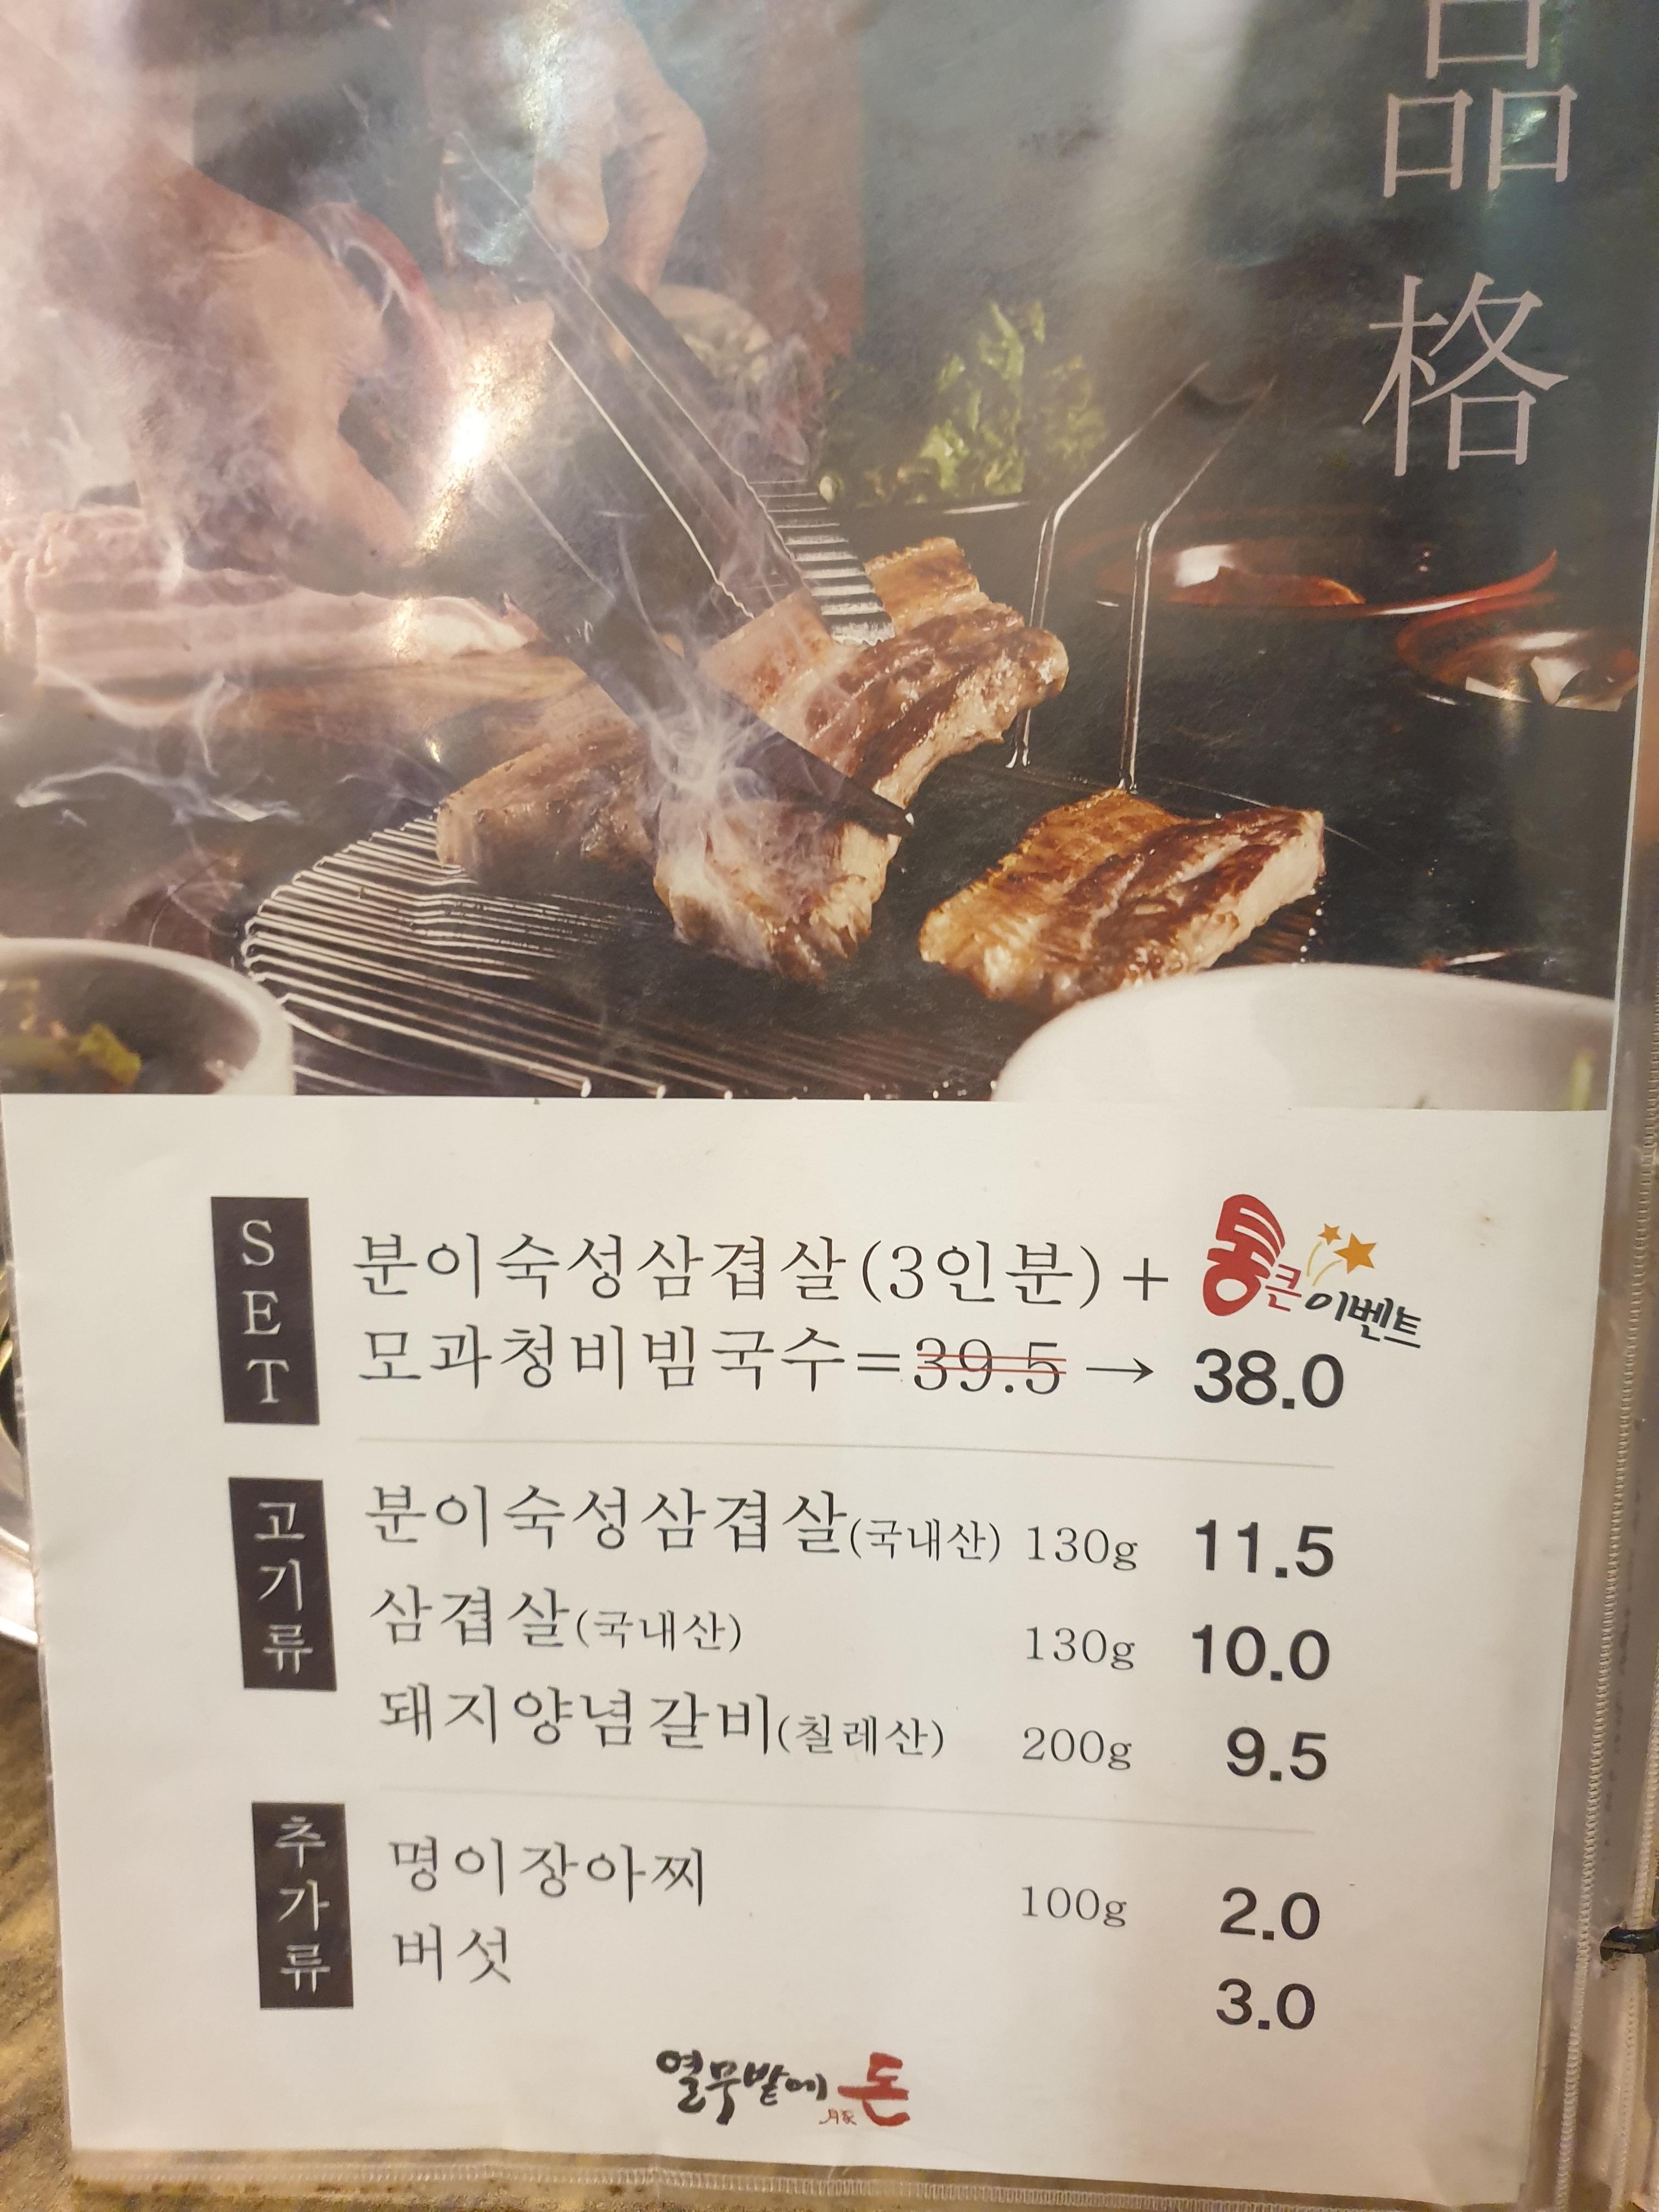 品
格
SET
분이숙성삼겹살(3인분)+
통큰이벤트
모과청비빔국수=39.5→ 38.0
고기류
분이숙성삼겹살(국내산) 130g 11.5
삼겹살(국내산) 130g 10.0
돼지양념갈비(칠레산) 200g 9.5
추가류
명이장아찌 100g 2.0
버섯 3.0
열무밭에 돈